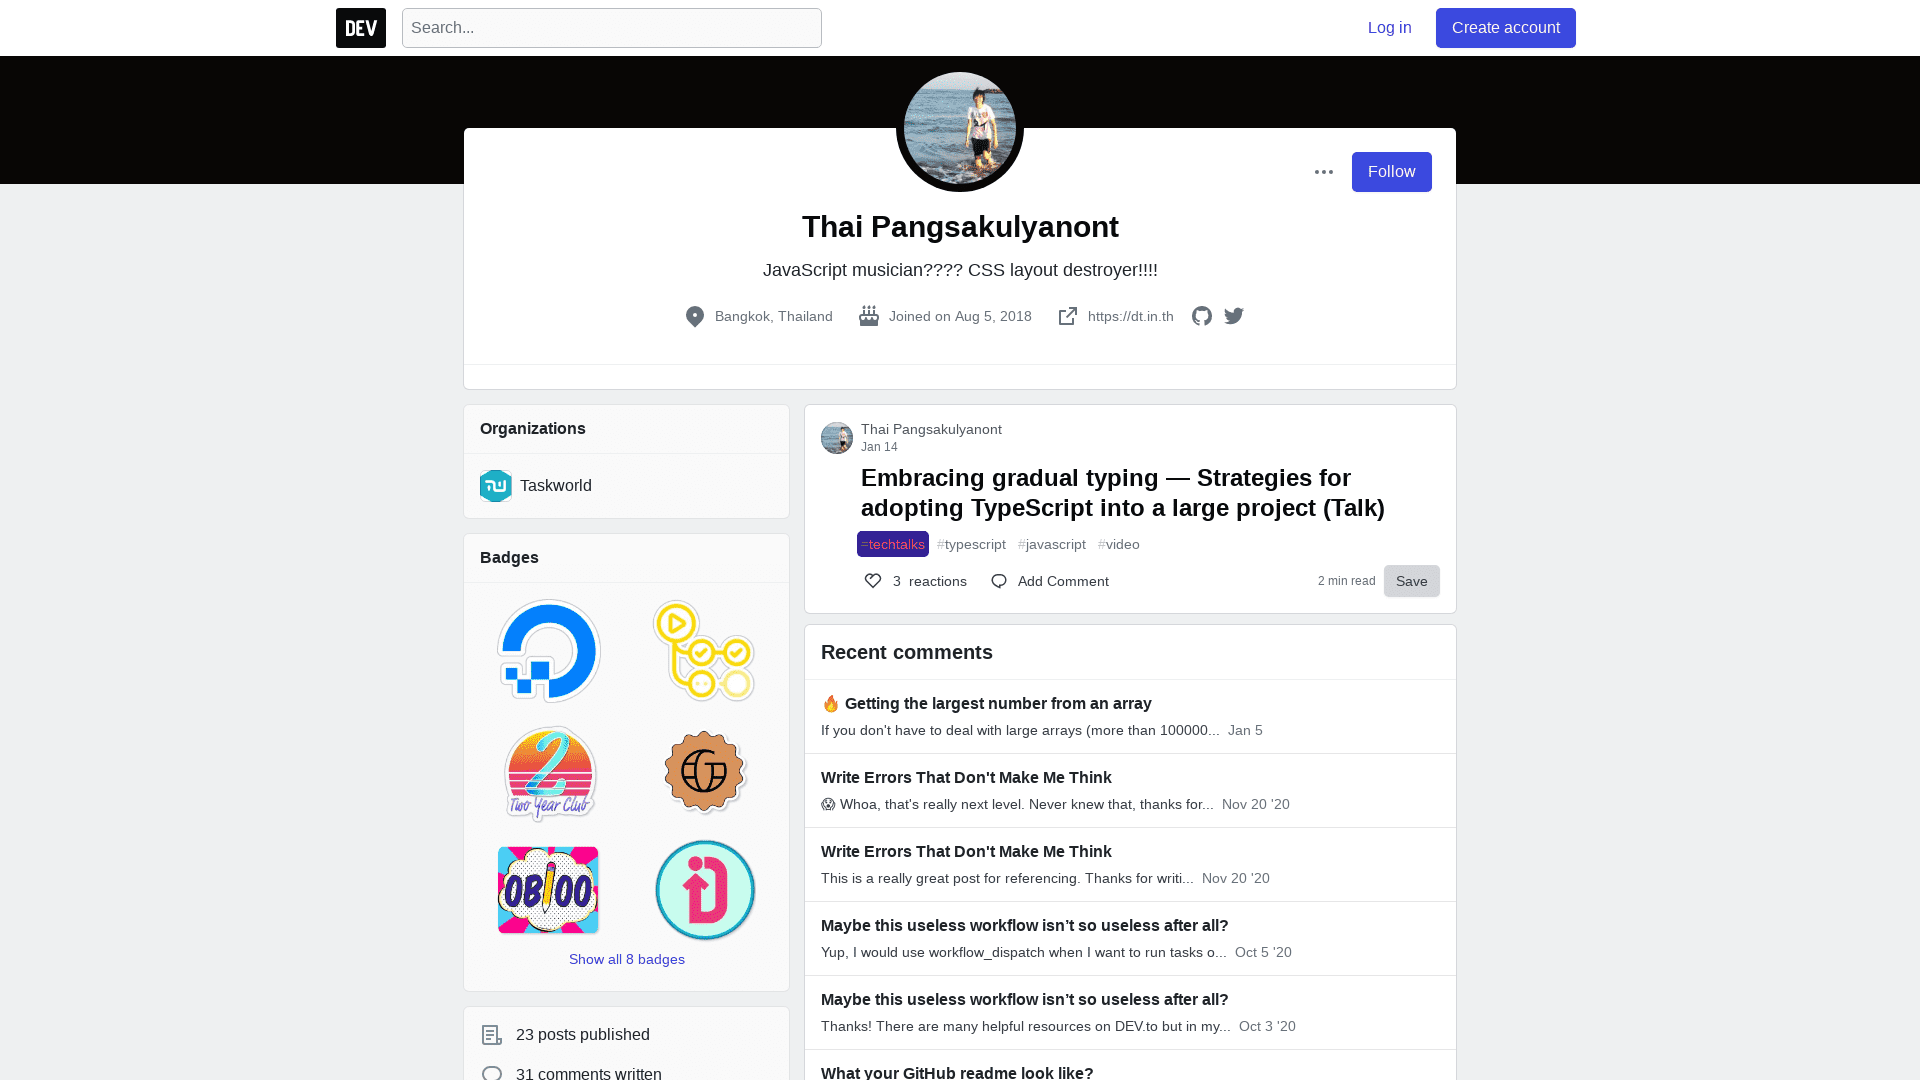 DEV
Search...
Log in
Create account
Follow
Thai Pangsakulyanont
JavaScript musician???? CSS layout destroyer!!!!
Bangkok, Thailand
Joined on Aug 5, 2018
https://dt.in.th
Organizations
Taskworld
Badges
2
Two Year Club
G
OB100
Show all 8 badges
23 posts published
31 comments written
Thai Pangsakulyanont
Jan 14
Embracing gradual typing — Strategies for
adopting TypeScript into a large project (Talk)
#techtalks #typescript #javascript #video
3 reactions
Add Comment
2 min read
Save
Recent comments
🔥 Getting the largest number from an array
If you don't have to deal with large arrays (more than 100000... Jan 5
Write Errors That Don't Make Me Think
😱 Whoa, that's really next level. Never knew that, thanks for... Nov 20 '20
Write Errors That Don't Make Me Think
This is a really great post for referencing. Thanks for writi... Nov 20 '20
Maybe this useless workflow isn’t so useless after all?
Yup, I would use workflow_dispatch when I want to run tasks o... Oct 5 '20
Maybe this useless workflow isn’t so useless after all?
Thanks! There are many helpful resources on DEV.to but in my... Oct 3 '20
What your GitHub readme look like?